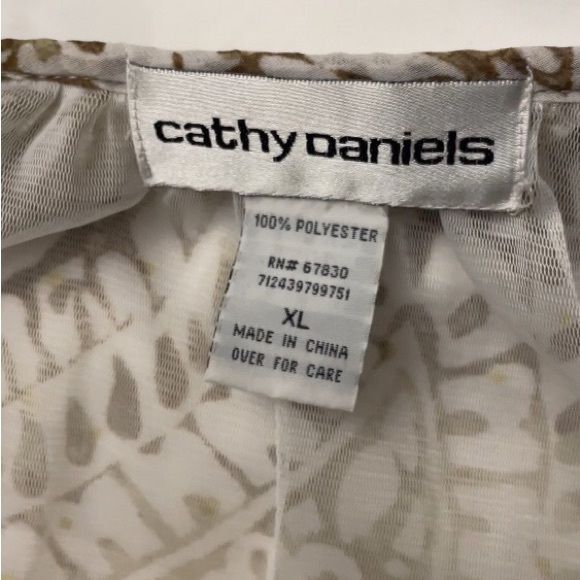 cathy Daniels
100% POLYESTER
RN# 67830
712439799751
XL
MADE IN CHINA
OVER FOR CARE